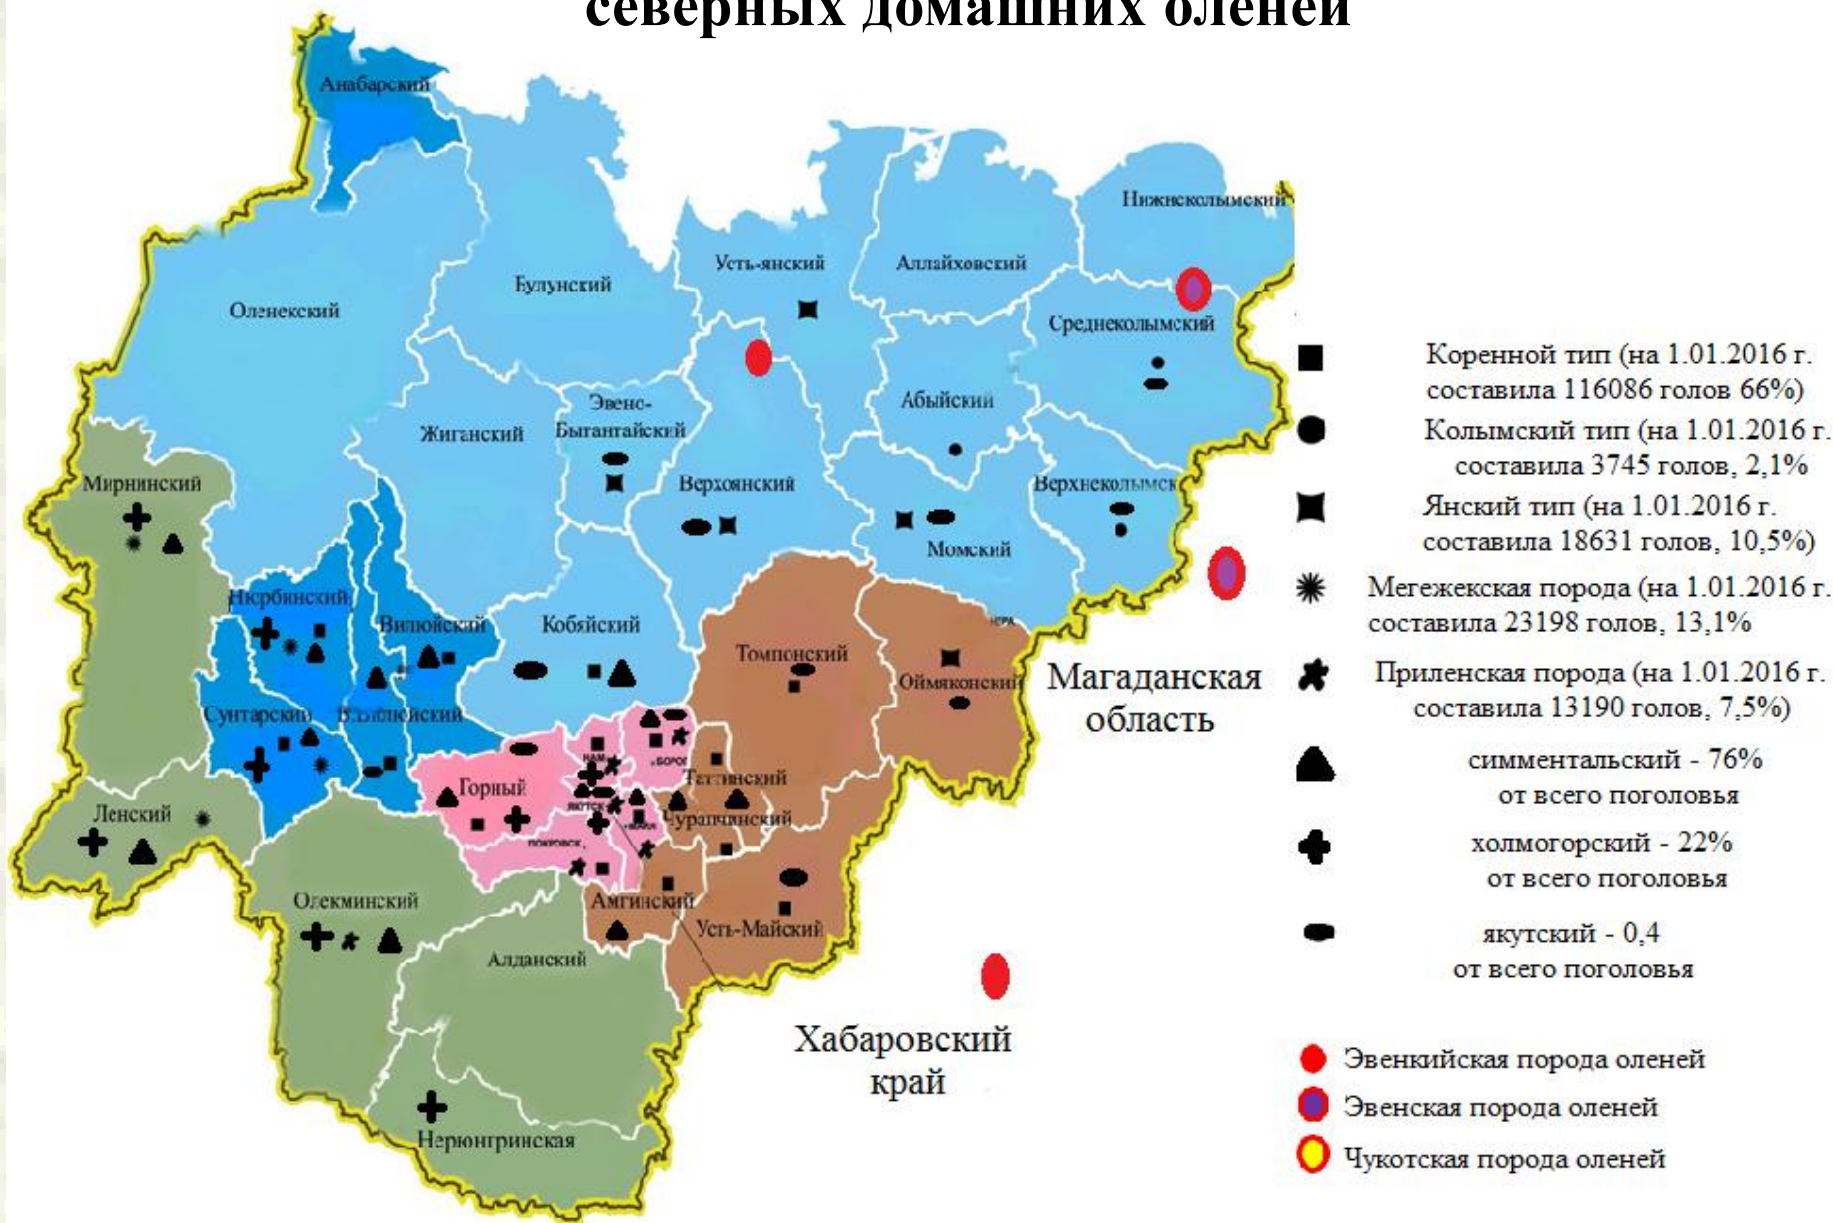 северных домашних оленей
Анабарский
Нижнеколымский
Усть-янский
Аллайховский
Булунский
Оленекский
Среднеколымский
Эвено-
Бытантайский
Абыйский
Жиганский
Мирнинский
Верхоянский
Верхнеколымск
Момский
Нюрбинский
Вилюйский
Кобяйский
Томпонский
Оймяконский
Сунтарский
В.Вилюйский
НАМ
БОРОГ
Горный
Таттинский
ЯКУТСК
Чурапчинский
Ленский
ПОКРОВСК
Олекминский
Амгинский
Усть-Майский
Алданский
Нерюнгринская
Магаданская
область
Хабаровский
край
Коренной тип (на 1.01.2016 г.
составила 116086 голов 66%)
Колымский тип (на 1.01.2016 г.
составила 3745 голов, 2,1%
Янский тип (на 1.01.2016 г.
составила 18631 голов, 10,5%)
Мегежекская порода (на 1.01.2016 г.
составила 23198 голов, 13,1%
Приленская порода (на 1.01.2016 г.
составила 13190 голов, 7,5%)
симментальский - 76%
от всего поголовья
холмогорский - 22%
от всего поголовья
якутский - 0,4
от всего поголовья
Эвенкийская порода оленей
Эвенская порода оленей
Чукотская порода оленей